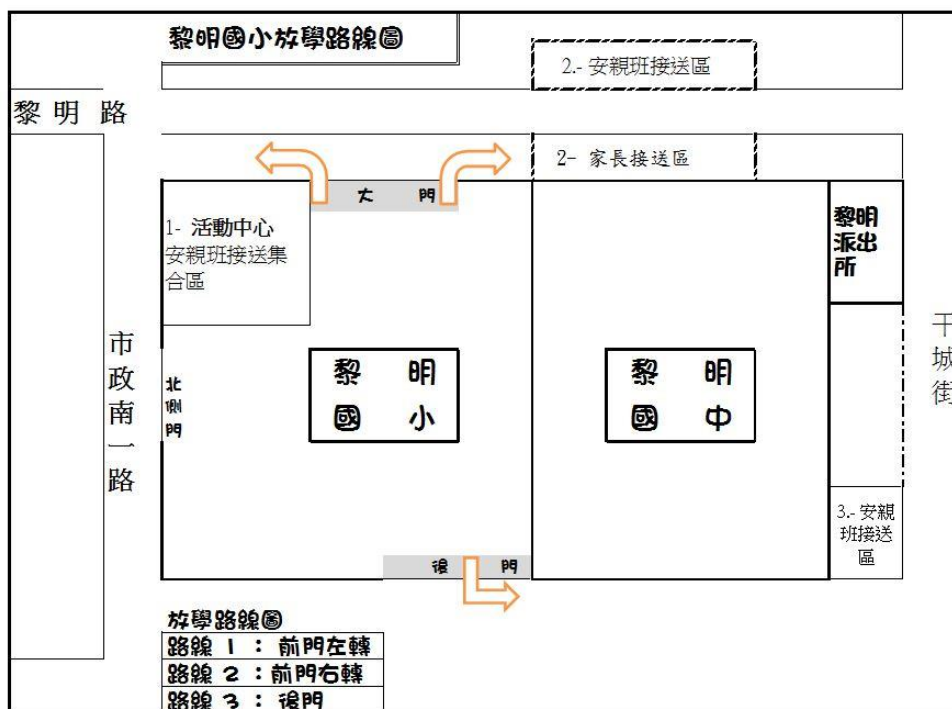 黎明國小放學路線圖
2.- 安親班接送區
黎 明 路
2- 家長接送區
大 門
1- 活動中心
安親班接送集
合區
黎明
派出
所
市政南一路
北側門
黎 明
國 小
黎 明
國 中
干城街
3.- 安親
班接送
區
後 門
放學路線圖
路線 1 : 前門左轉
路線 2 : 前門右轉
路線 3 : 後門